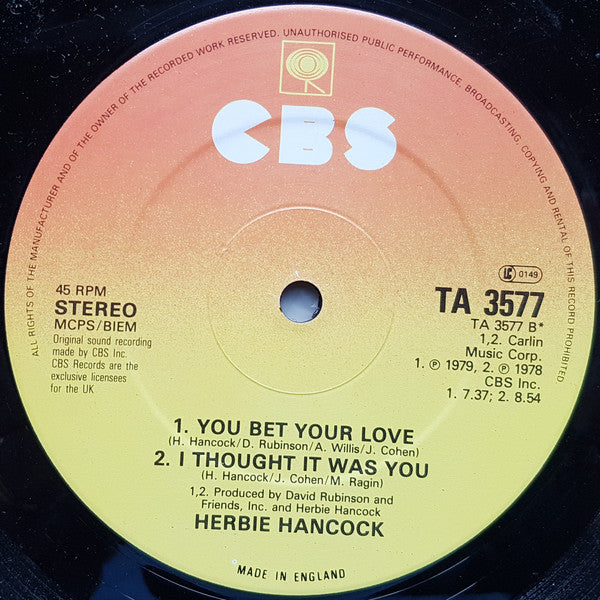 ALL RIGHTS OF THE MANUFACTURER AND OF THE OWNER OF THE RECORDED WORK RESERVED. UNAUTHORISED PUBLIC PERFORMANCE, BROADCASTING, COPYING AND RENTAL OF THIS RECORD PROHIBITED
CBS
45 RPM
STEREO
MCPS/BIEM
Original sound recording
made by CBS Inc.
CBS Records are the
exclusive licensees
for the UK
LC 0149
TA 3577
TA 3577 B*
1,2. Carlin
Music Corp.
1. ℗ 1979, 2. ℗ 1978
CBS Inc.
1. 7.37; 2. 8.54
1. YOU BET YOUR LOVE
(H. Hancock/D. Rubinson/A. Willis/J. Cohen)
2. I THOUGHT IT WAS YOU
(H. Hancock/J. Cohen/M. Ragin)
1,2. Produced by David Rubinson and
Friends, Inc. and Herbie Hancock
HERBIE HANCOCK
MADE IN ENGLAND